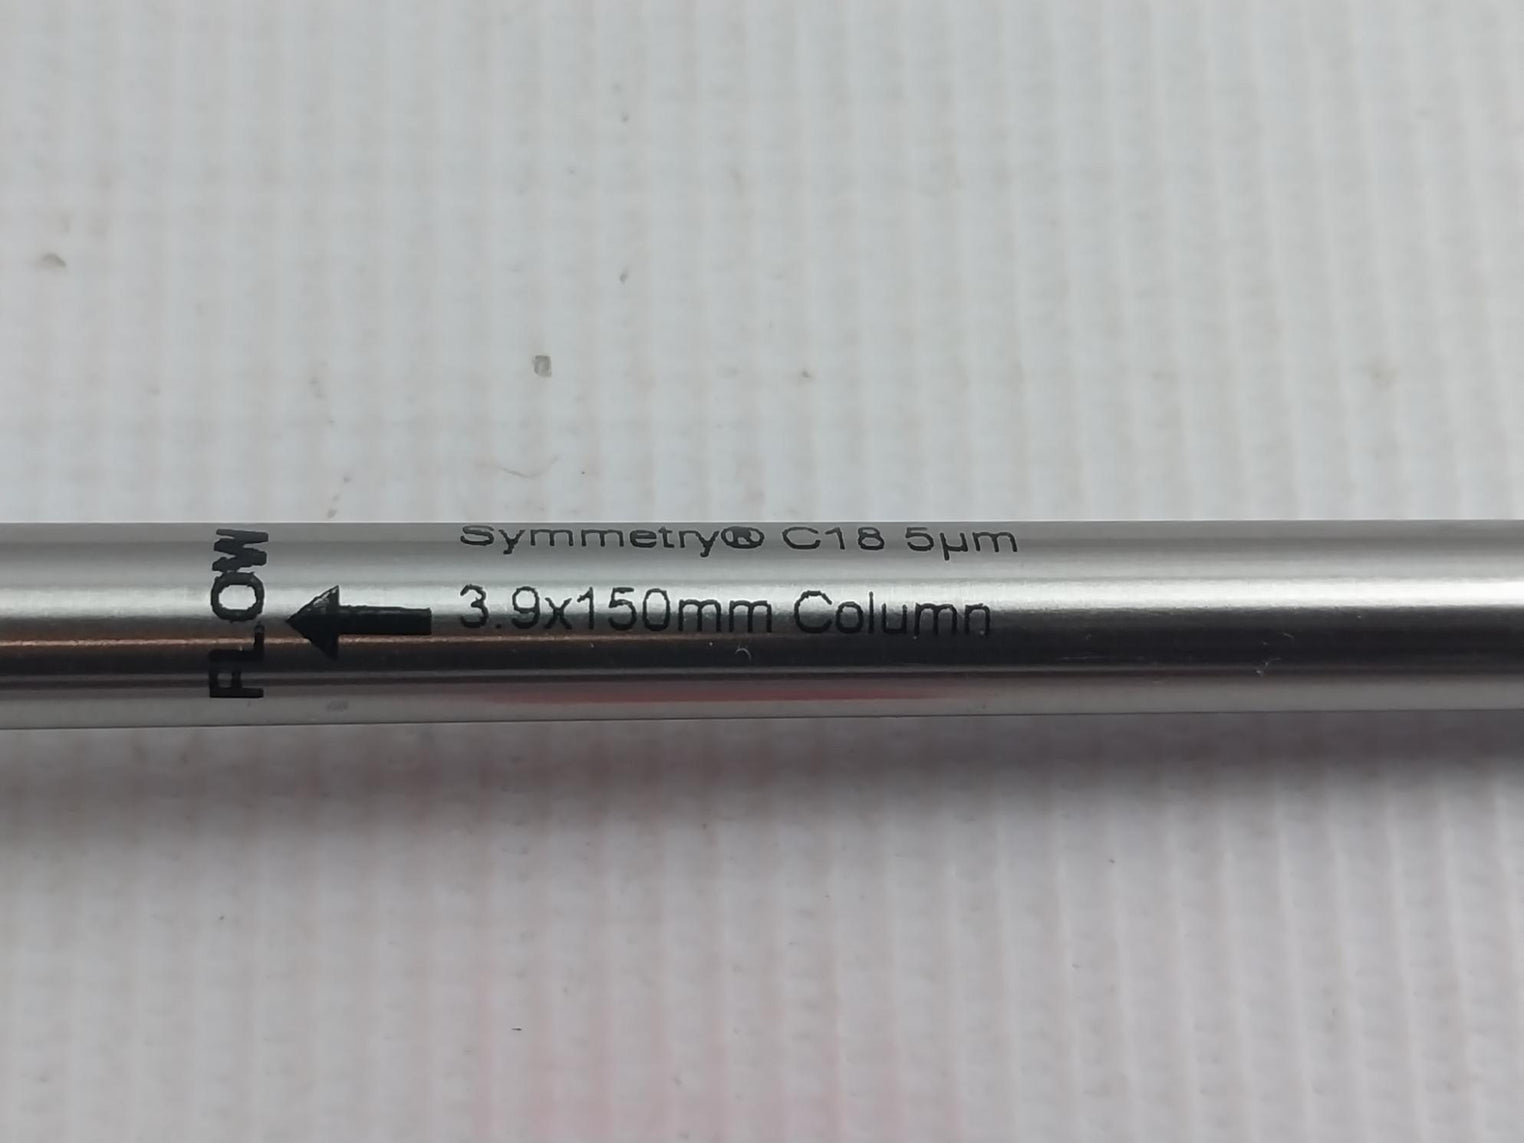 FLOW
Symmetry® C18 5µm
3.9x150mm Column